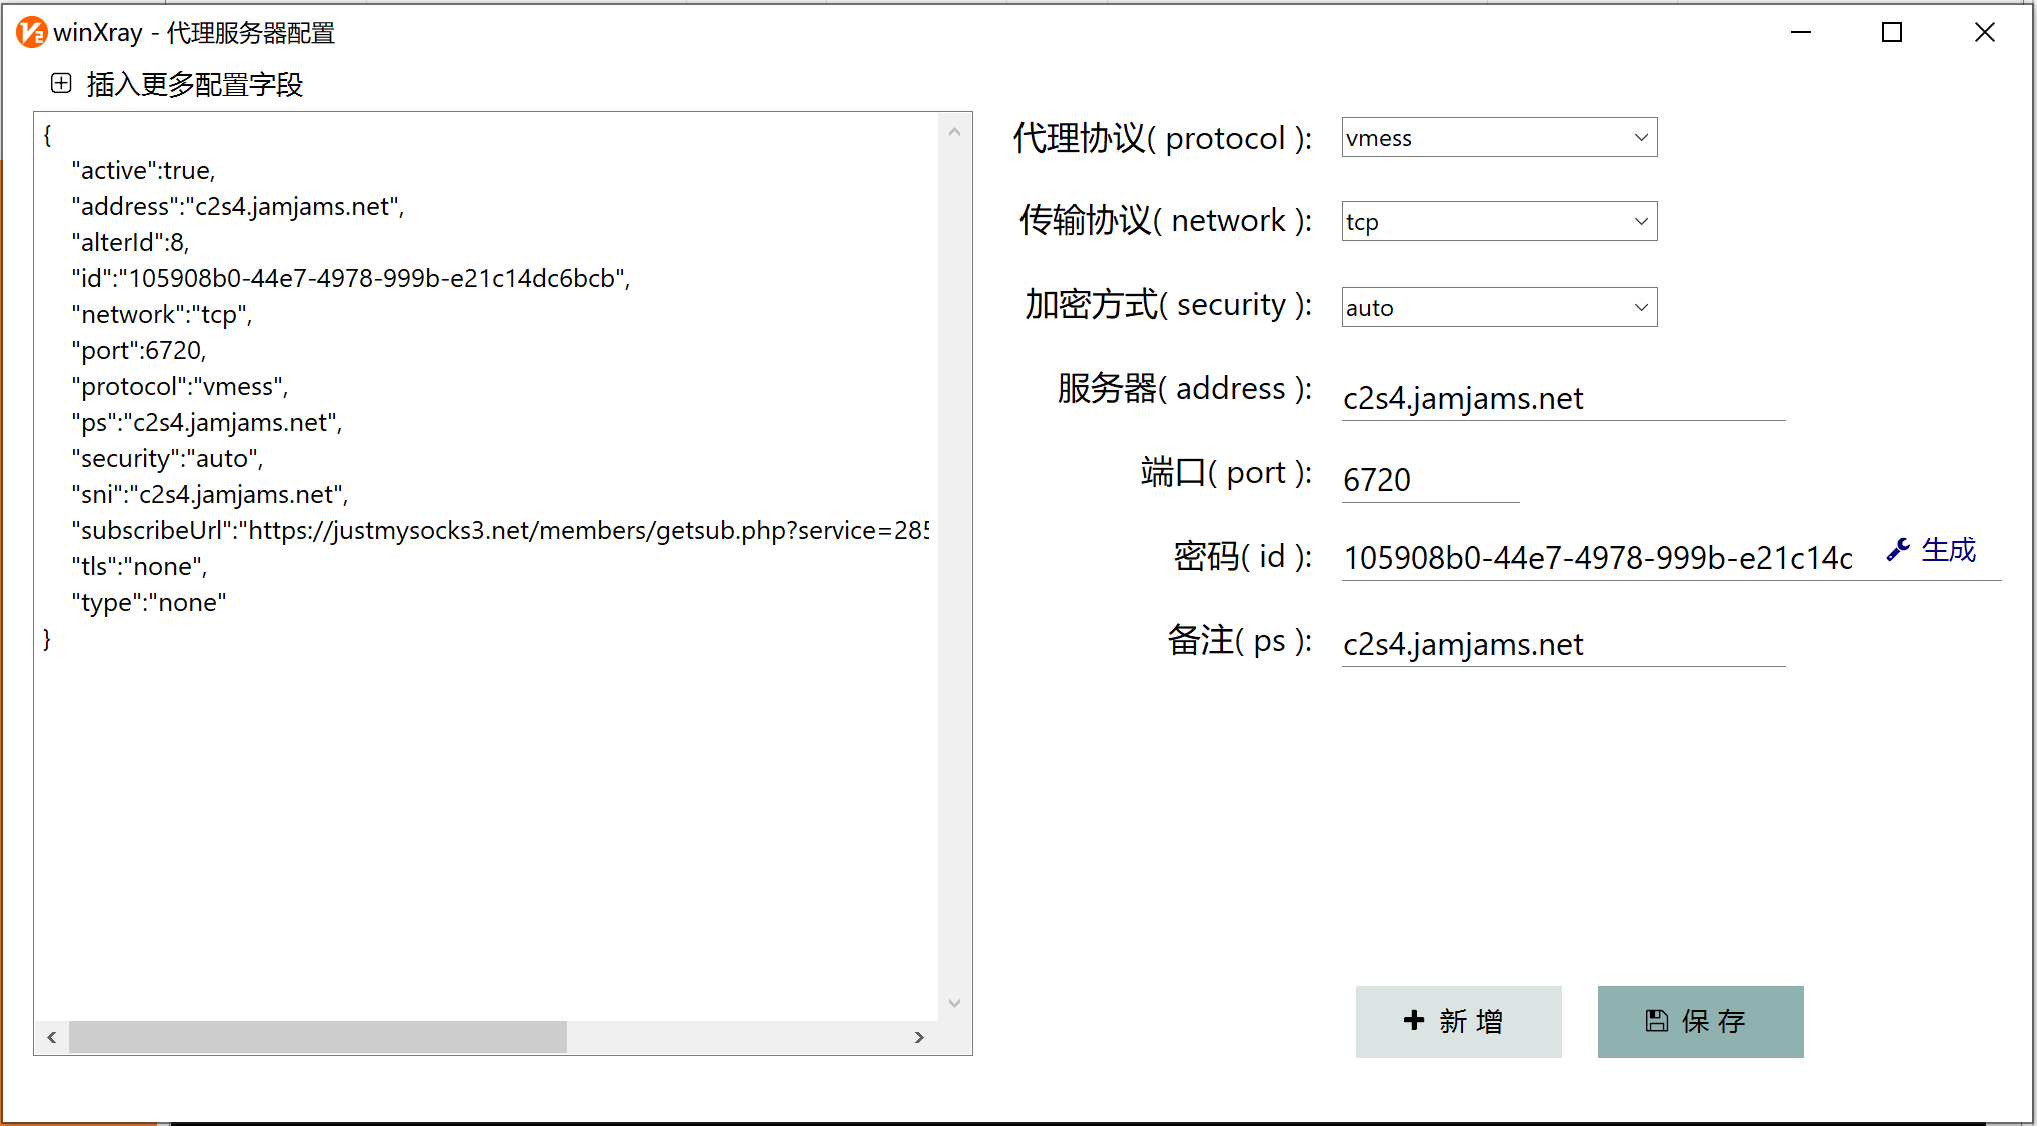 winXray - 代理服务器配置
插入更多配置字段
{
"active":true,
"address":"c2s4.jamjams.net",
"alterId":8,
"id":"105908b0-44e7-4978-999b-e21c14dc6bcb",
"network":"tcp",
"port":6720,
"protocol":"vmess",
"ps":"c2s4.jamjams.net",
"security":"auto",
"sni":"c2s4.jamjams.net",
"subscribeUrl":"https://justmysocks3.net/members/getsub.php?service=285
"tls":"none",
"type":"none"
}
代理协议( protocol ): vmess
传输协议( network ): tcp
加密方式( security ): auto
服务器( address ): c2s4.jamjams.net
端口( port ): 6720
密码( id ): 105908b0-44e7-4978-999b-e21c14c 生成
备注( ps ): c2s4.jamjams.net
新 增 保 存